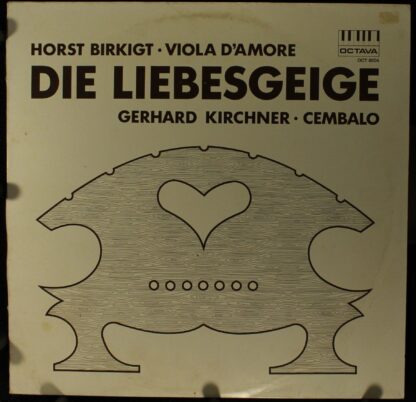 HORST BIRKIGT · VIOLA D'AMORE
OCTAVA
DIE LIEBESGEIGE
GERHARD KIRCHNER · CEMBALO